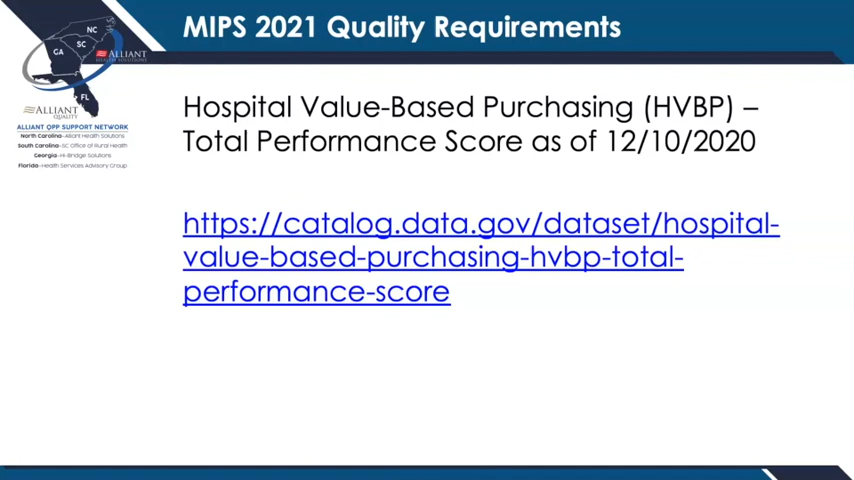 MIPS 2021 Quality Requirements
NC
SC
GA
FL
ALLIANT
HEALTH SOLUTIONS
ALLIANT
QUALITY
ALLIANT QPP SUPPORT NETWORK
North Carolina-Alliant Health Solutions
South Carolina-SC Office of Rural Health
Georgia-Hi-Bridge Solutions
Florida-Health Services Advisory Group
Hospital Value-Based Purchasing (HVBP) –
Total Performance Score as of 12/10/2020
https://catalog.data.gov/dataset/hospital-
value-based-purchasing-hvbp-total-
performance-score